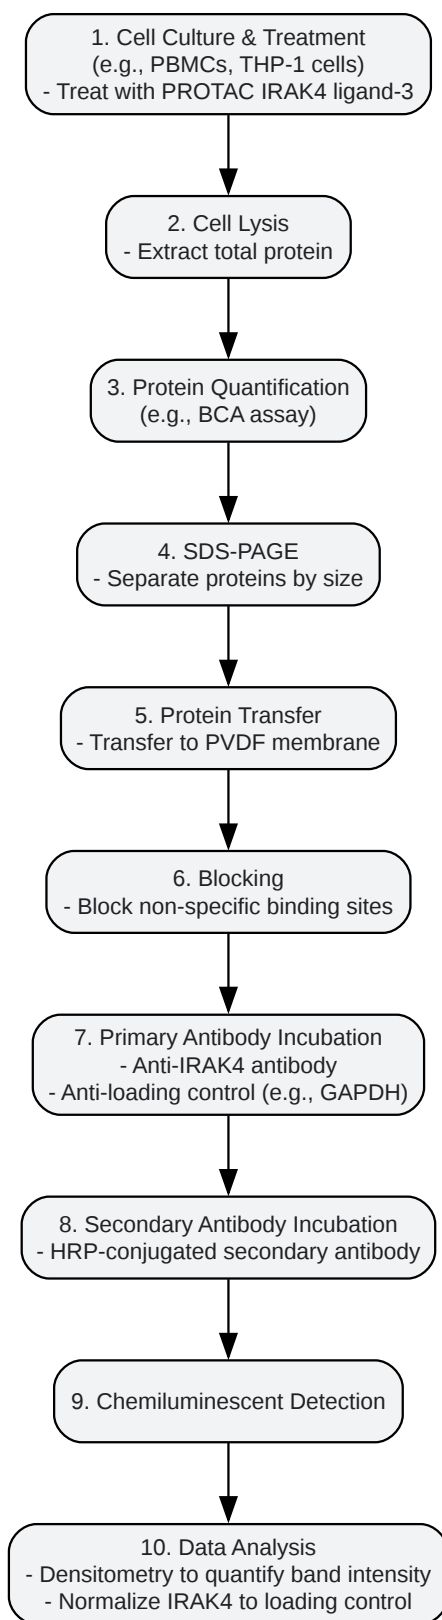 1. Cell Culture & Treatment
(e.g., PBMCs, THP-1 cells)
- Treat with PROTAC IRAK4 ligand-3
2. Cell Lysis
- Extract total protein
3. Protein Quantification
(e.g., BCA assay)
4. SDS-PAGE
- Separate proteins by size
5. Protein Transfer
- Transfer to PVDF membrane
6. Blocking
- Block non-specific binding sites
7. Primary Antibody Incubation
- Anti-IRAK4 antibody
- Anti-loading control (e.g., GAPDH)
8. Secondary Antibody Incubation
- HRP-conjugated secondary antibody
9. Chemiluminescent Detection
10. Data Analysis
- Densitometry to quantify band intensity
- Normalize IRAK4 to loading control